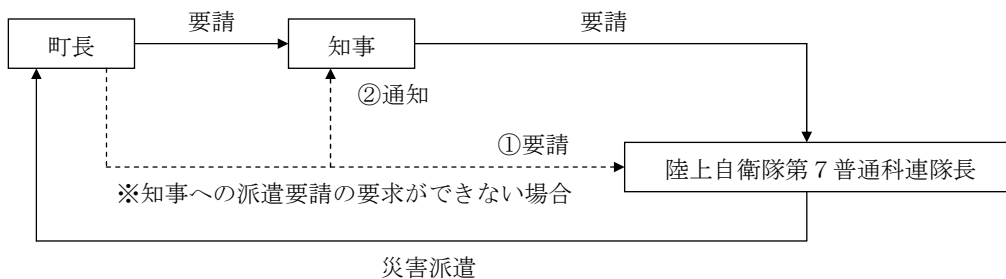 要請
要請
町長
知事
②通知
①要請
陸上自衛隊第７普通科連隊長
※知事への派遣要請の要求ができない場合
災害派遣